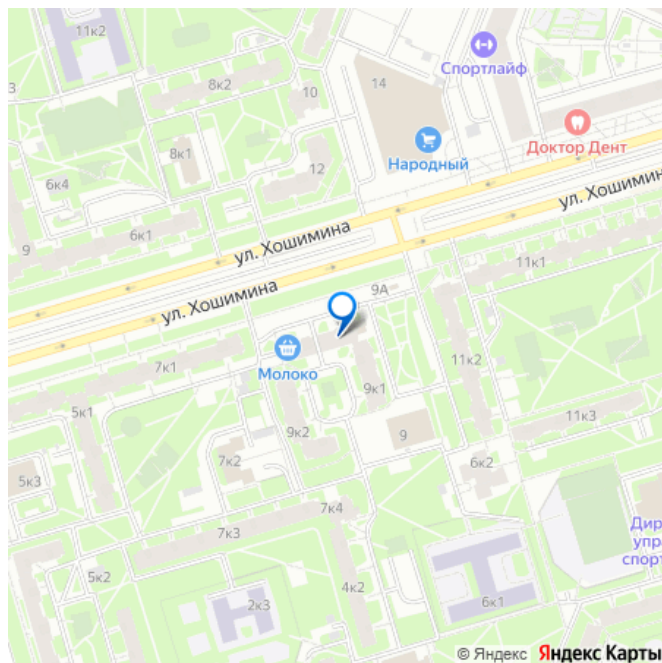 11к2
Спортлайф
14
8к2
10
Доктор Дент
Народный
8к1
12
6к4
ул. Хошимина
6к1
ул. Хошимина
9
11к1
9А
ул. Хошимина
7к1
Молоко
11к2
9к1
5к1
11к3
9к2
9
7к2
6к2
5к3
7к4
7к3
Дир
упра
спорт
5к2
4к2
2к3
6к1
© Яндекс Яндекс Карты